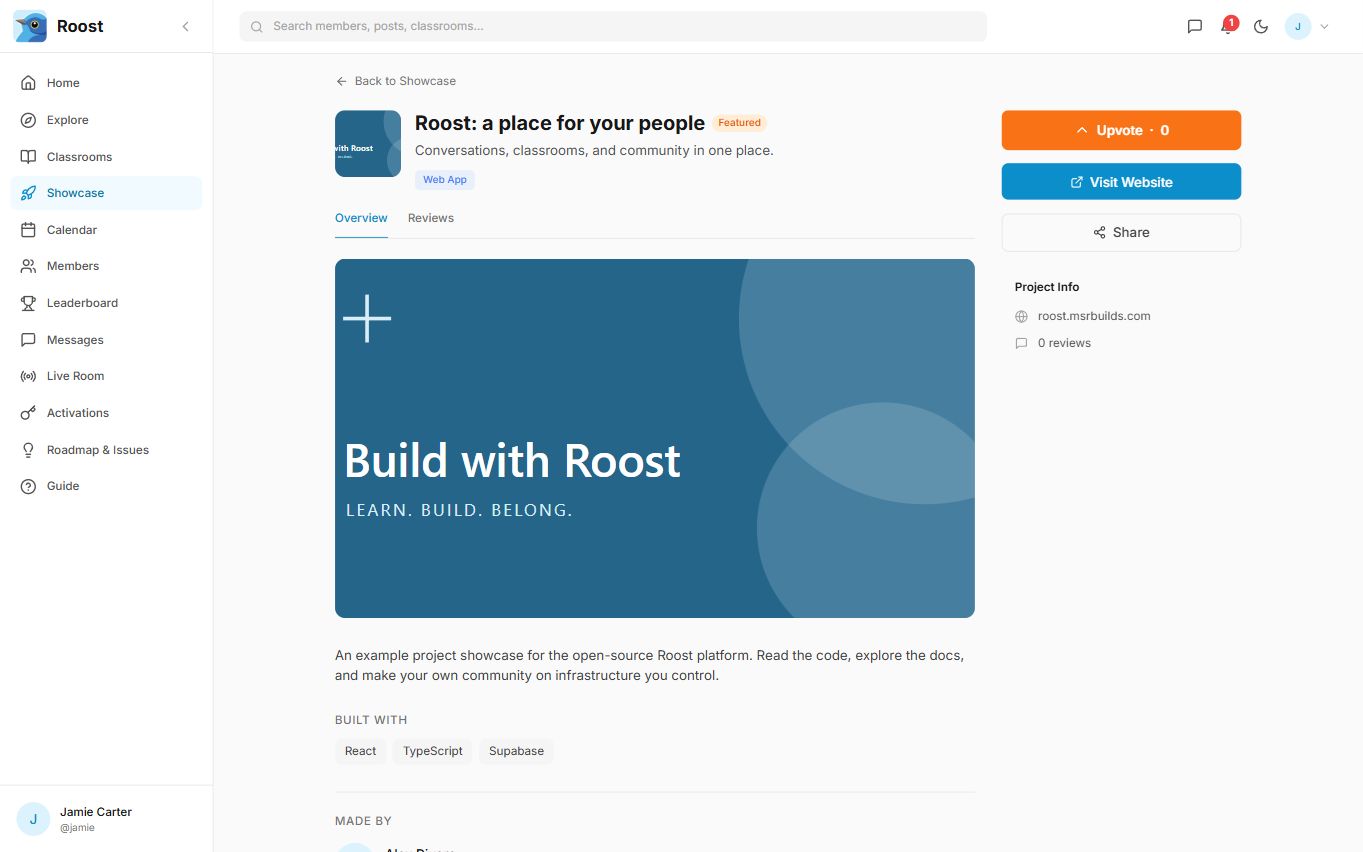 Roost
Search members, posts, classrooms...
1
J
Home
Explore
Classrooms
Showcase
Calendar
Members
Leaderboard
Messages
Live Room
Activations
Roadmap & Issues
Guide
Jamie Carter
@jamie
J
Back to Showcase
with Roost
Roost: a place for your people
Featured
Conversations, classrooms, and community in one place.
Web App
Overview
Reviews
Build with Roost
LEARN. BUILD. BELONG.
An example project showcase for the open-source Roost platform. Read the code, explore the docs,
and make your own community on infrastructure you control.
BUILT WITH
React
TypeScript
Supabase
MADE BY
Upvote · 0
Visit Website
Share
Project Info
roost.msrbuilds.com
0 reviews